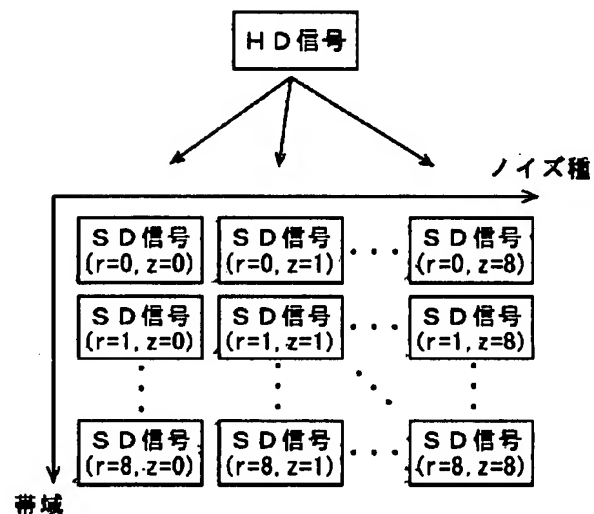 HD信号
ノイズ種
SD信号 SD信号 ... SD信号
(r=0, z=0) (r=0, z=1) (r=0, z=8)
SD信号 SD信号 ... SD信号
(r=1, z=0) (r=1, z=1) (r=1, z=8)
SD信号 SD信号 ... SD信号
(r=8, z=0) (r=8, z=1) (r=8, z=8)
帯域